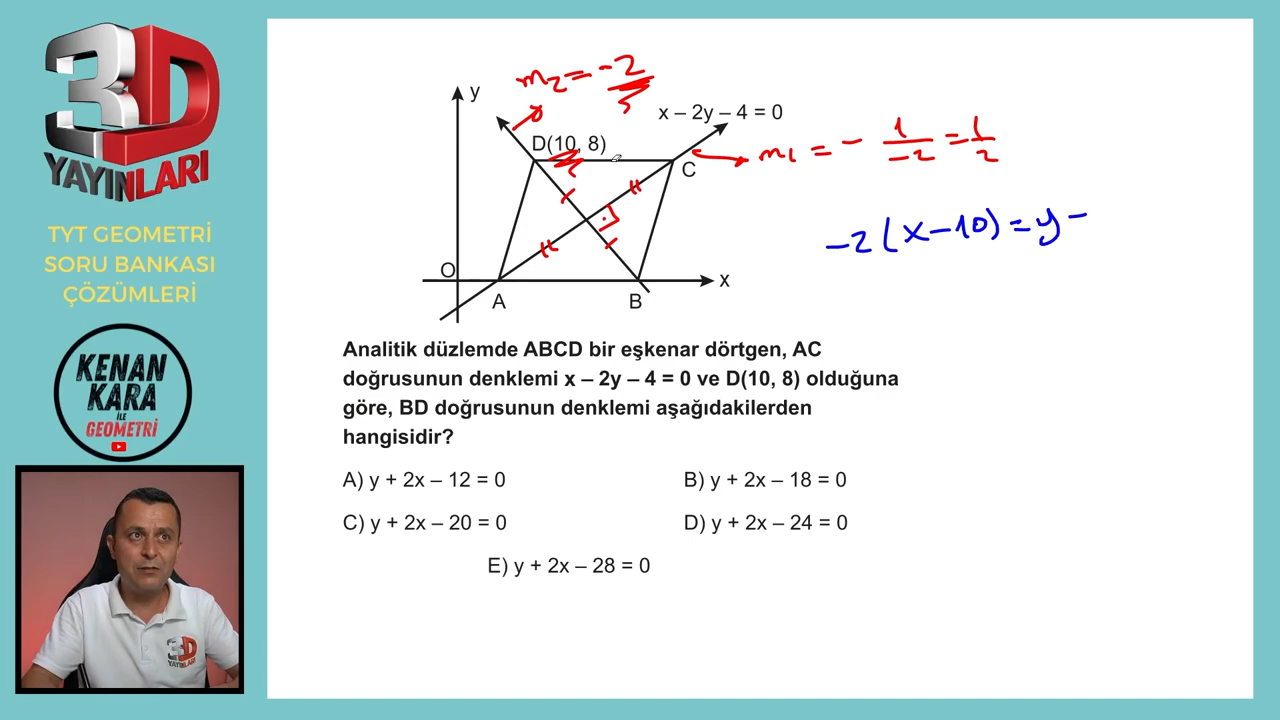 3D
YAYINLARI
TYT GEOMETRİ
SORU BANKASI
ÇÖZÜMLERİ
KENAN
KARA
İLE
GEOMETRİ
3D
YAYINLARI
m₂ = -2
y
x – 2y – 4 = 0
D(10, 8)
C
m₁ = - 1/-2 = 1/2
-2(x-10) = y -
O
x
A
B
Analitik düzlemde ABCD bir eşkenar dörtgen, AC
doğrusunun denklemi x – 2y – 4 = 0 ve D(10, 8) olduğuna
göre, BD doğrusunun denklemi aşağıdakilerden
hangisidir?
A) y + 2x – 12 = 0
B) y + 2x – 18 = 0
C) y + 2x – 20 = 0
D) y + 2x – 24 = 0
E) y + 2x – 28 = 0